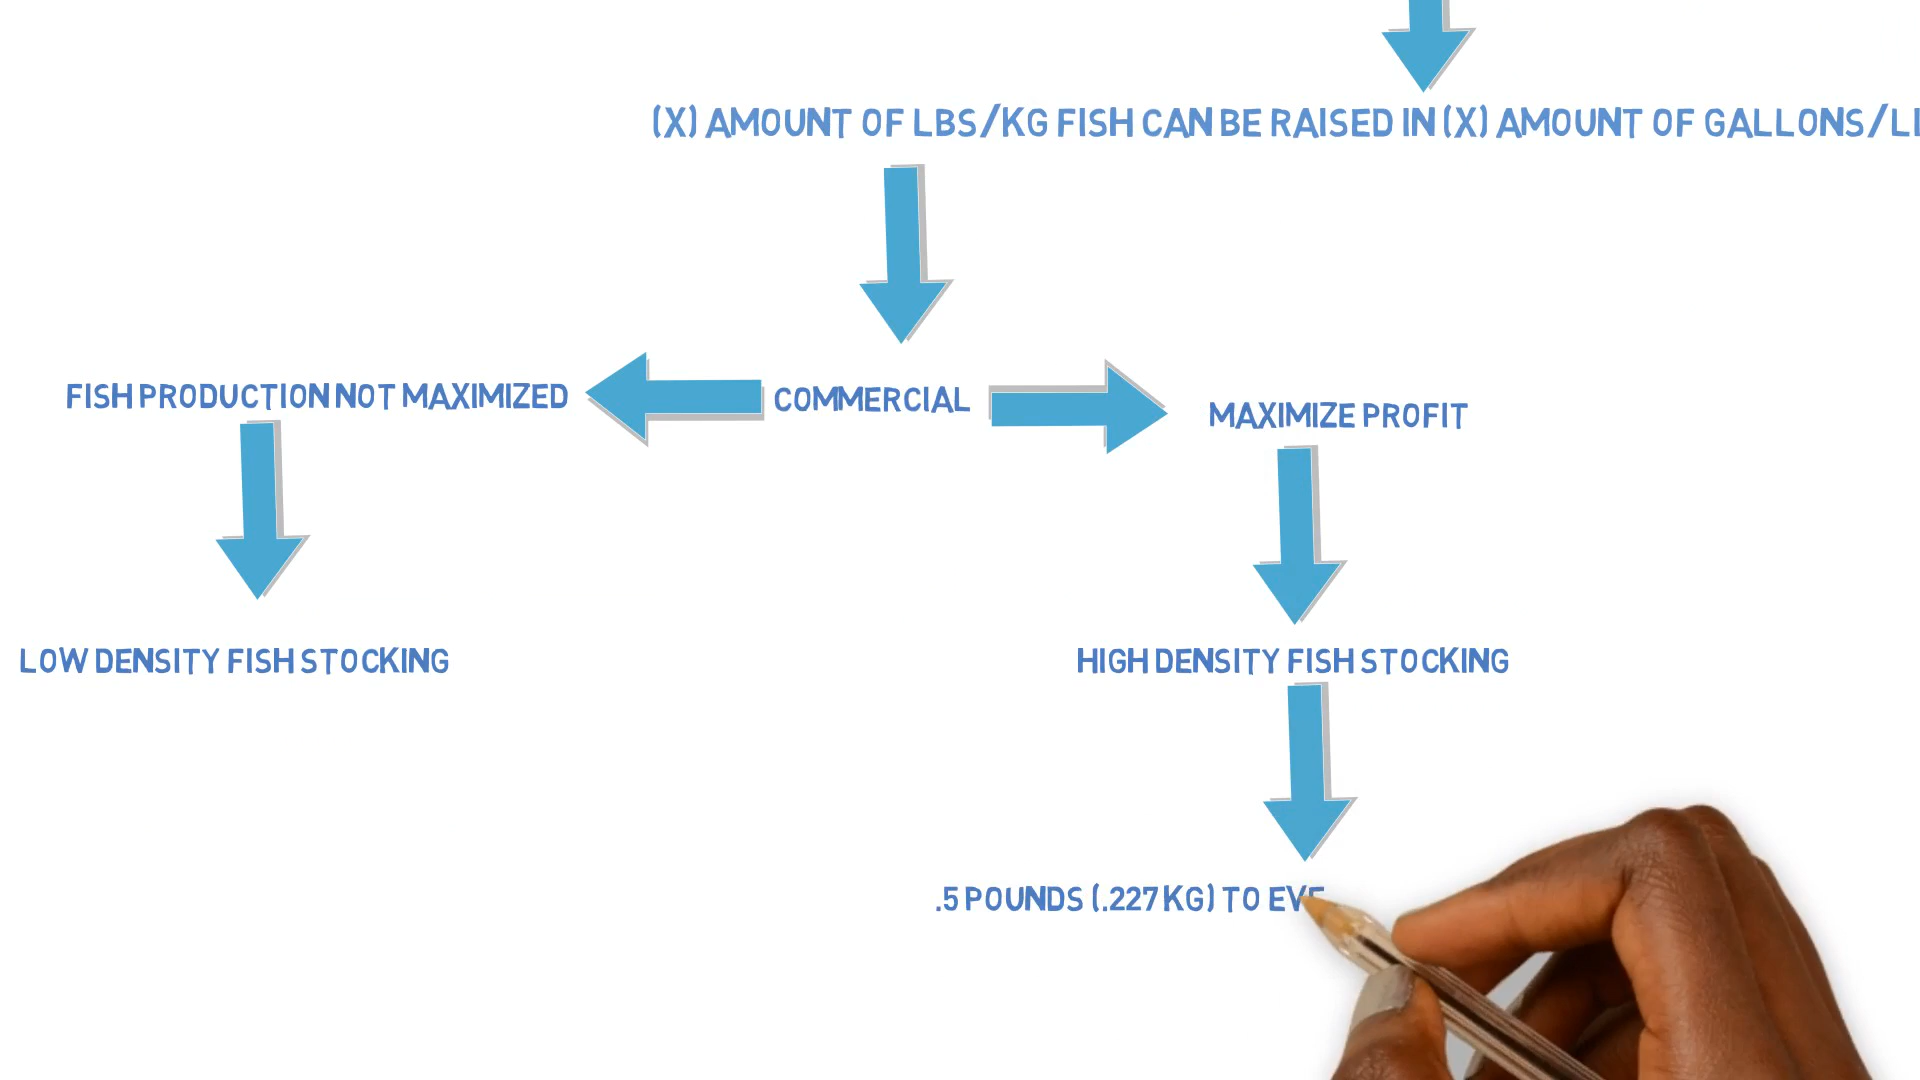 (X) AMOUNT OF LBS/KG FISH CAN BE RAISED IN (X) AMOUNT OF GALLONS/
FISH PRODUCTION NOT MAXIMIZED
COMMERCIAL
MAXIMIZE PROFIT
LOW DENSITY FISH STOCKING
HIGH DENSITY FISH STOCKING
.5 POUNDS (.227 KG) TO